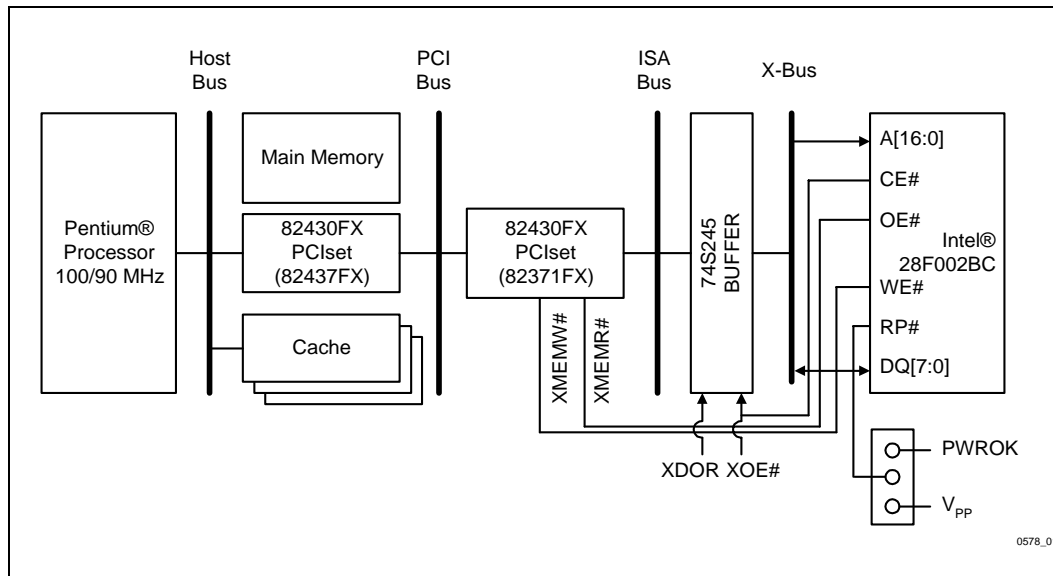 Host
Bus
PCI
Bus
ISA
Bus
X-Bus
Pentium®
Processor
100/90 MHz
Main Memory
82430FX
PCIset
(82437FX)
Cache
82430FX
PCIset
(82371FX)
XMEMW#
XMEMR#
74S245
BUFFER
XDOR
XOE#
A[16:0]
CE#
OE#
Intel®
28F002BC
WE#
RP#
DQ[7:0]
PWROK
VPP
0578_0